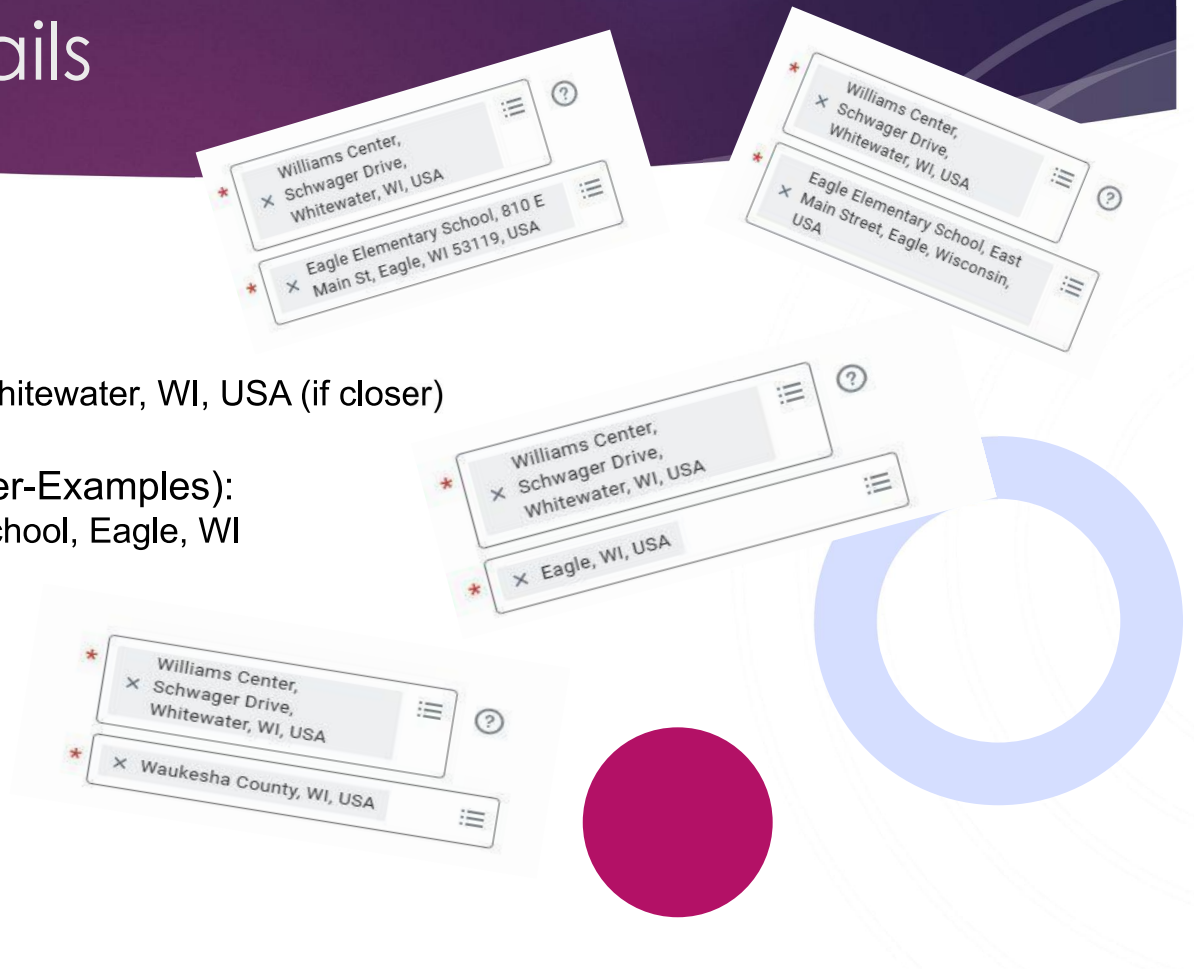 ails
*
× Williams Center,
Schwager Drive,
Whitewater, WI, USA
?
*
× Eagle Elementary School, 810 E
Main St, Eagle, WI 53119, USA
*
× Williams Center,
Schwager Drive,
Whitewater, WI, USA
?
*
× Eagle Elementary School, East
Main Street, Eagle, Wisconsin,
USA
hitewater, WI, USA (if closer)
er-Examples):
chool, Eagle, WI
*
× Williams Center,
Schwager Drive,
Whitewater, WI, USA
?
*
× Eagle, WI, USA
*
× Williams Center,
Schwager Drive,
Whitewater, WI, USA
?
*
× Waukesha County, WI, USA